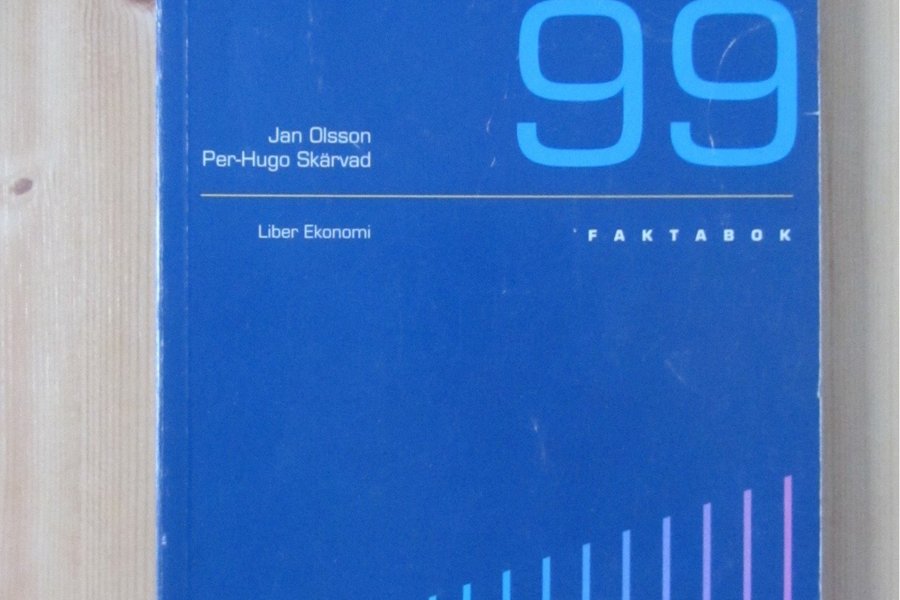 99
Jan Olsson
Per-Hugo Skärvad
Liber Ekonomi
FAKTABOK